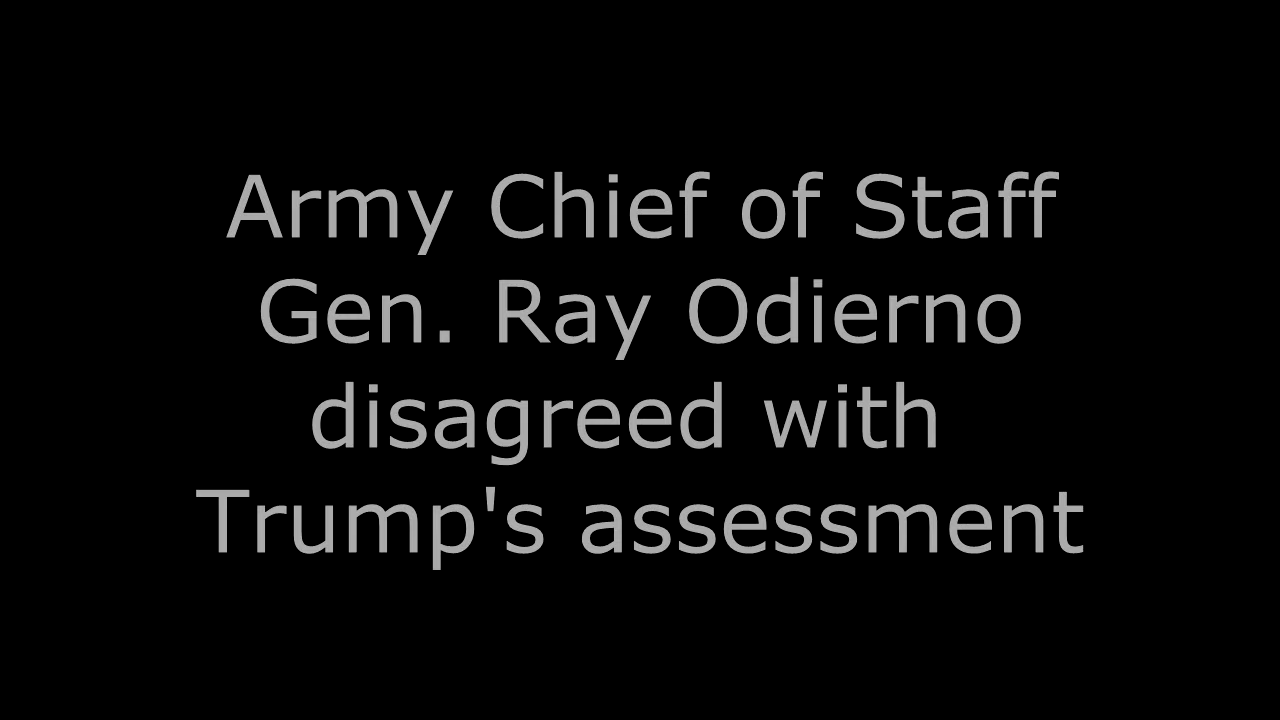 Army Chief of Staff
Gen. Ray Odierno
disagreed with
Trump's assessment